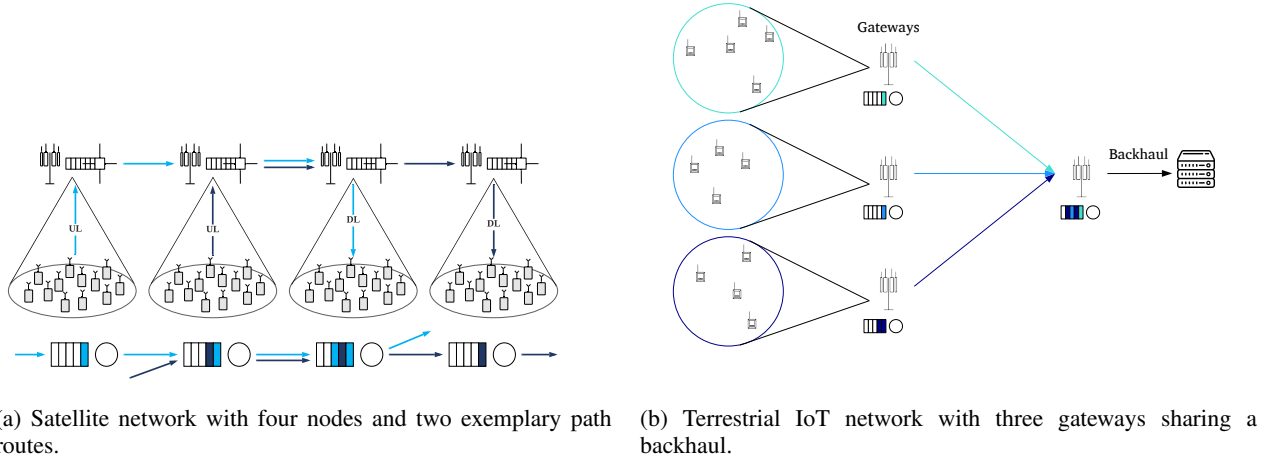 Gateways
Backhaul
UL
UL
DL
DL
(a) Satellite network with four nodes and two exemplary path
routes.
(b) Terrestrial IoT network with three gateways sharing a
backhaul.